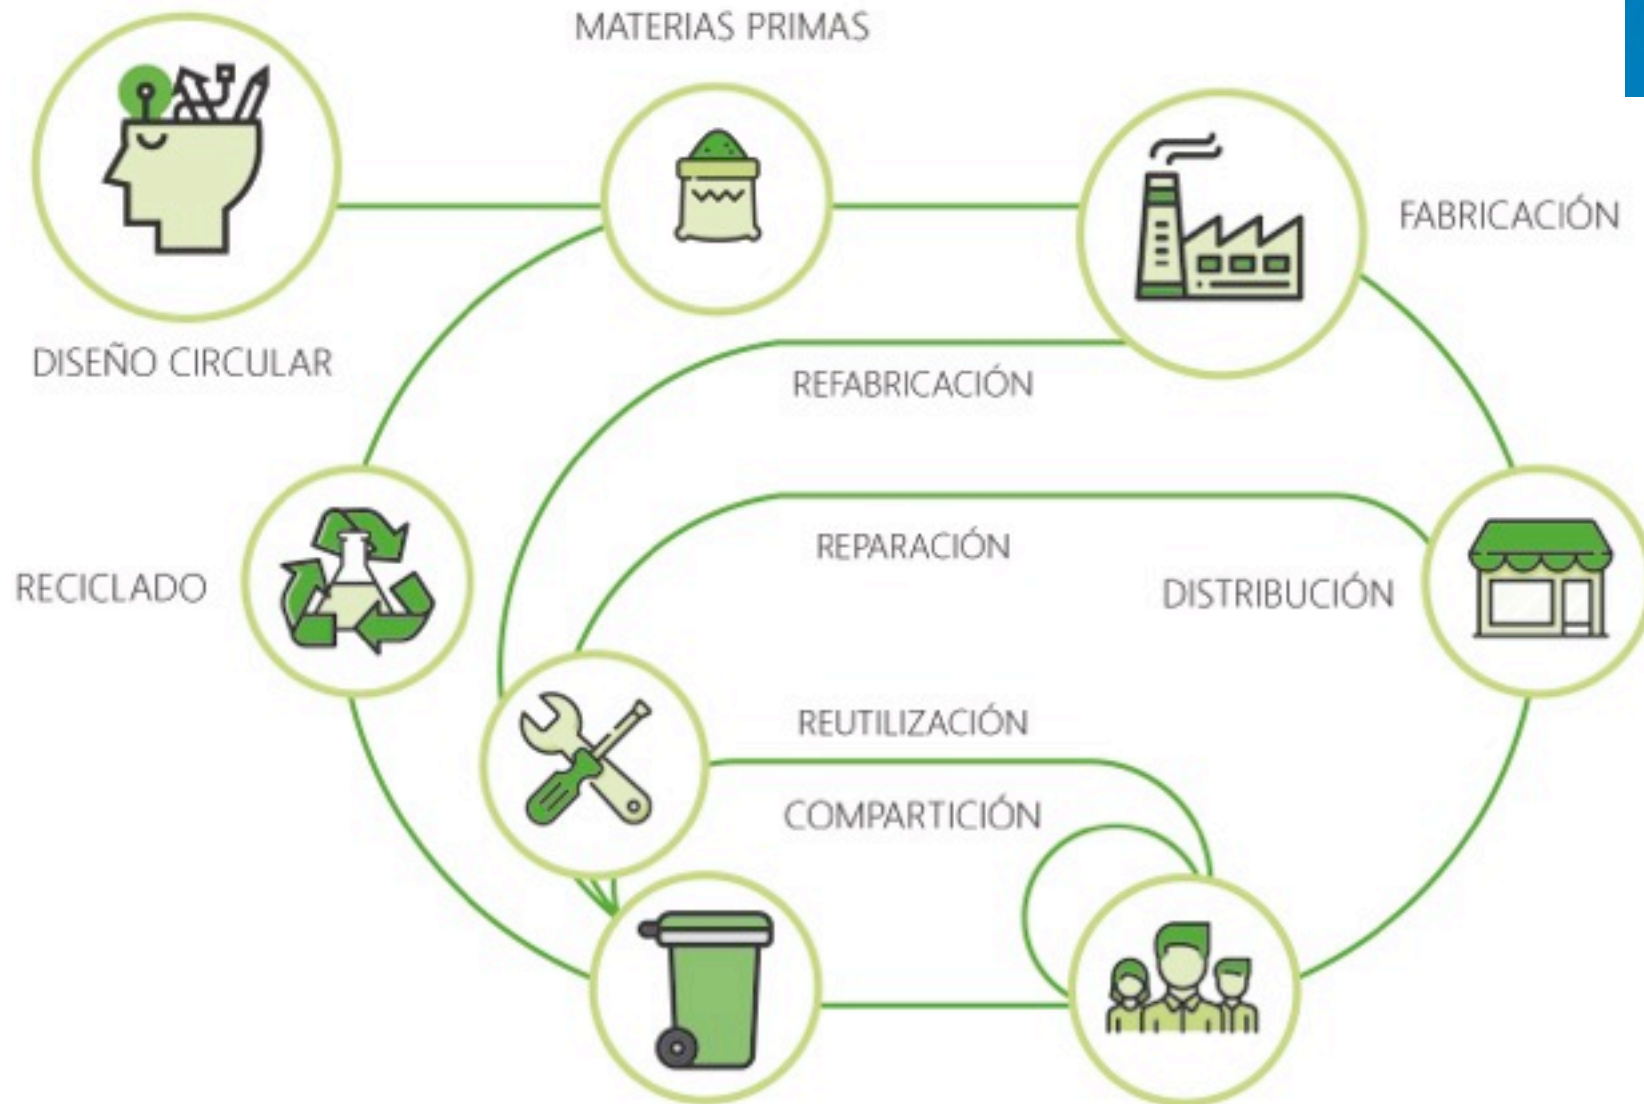 MATERIAS PRIMAS
FABRICACIÓN
DISEÑO CIRCULAR
REFABRICACIÓN
REPARACIÓN
RECICLADO
DISTRIBUCIÓN
REUTILIZACIÓN
COMPARTICIÓN